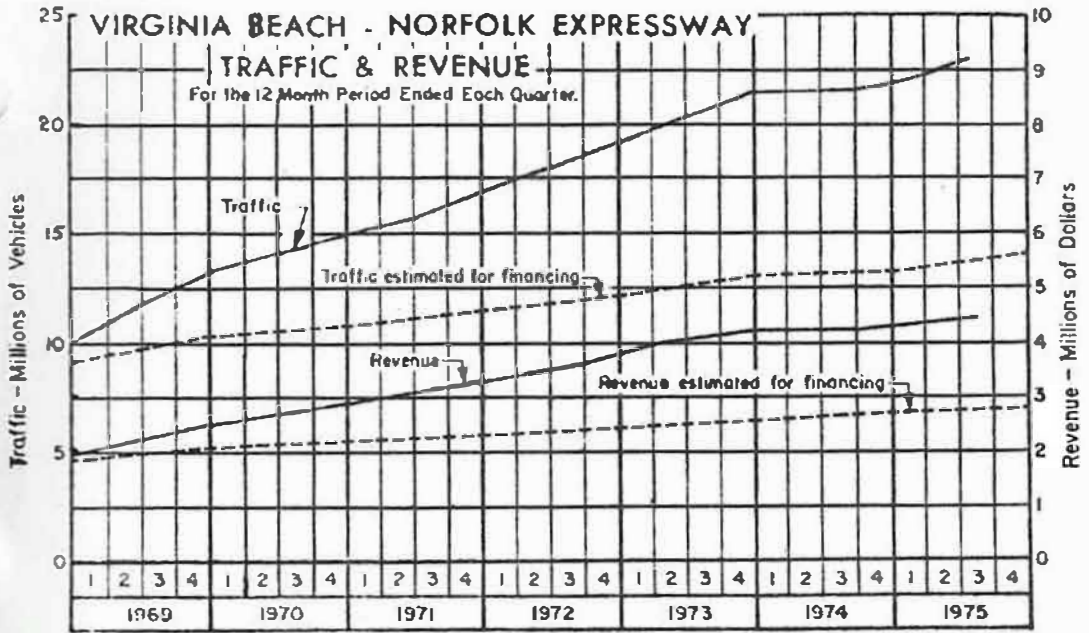 VIRGINIA BEACH - NORFOLK EXPRESSWAY
TRAFFIC & REVENUE
For the 12 Month Period Ended Each Quarter.
Traffic - Millions of Vehicles
25
20
15
10
5
0
Traffic
Traffic estimated for financing
Revenue
Revenue estimated for financing
10
9
8
7
6
5
4
3
2
1
0
Revenue - Millions of Dollars
1 2 3 4 1 2 3 4 1 2 3 4 1 2 3 4 1 2 3 4 1 2 3 4 1 2 3 4
1969 1970 1971 1972 1973 1974 1975